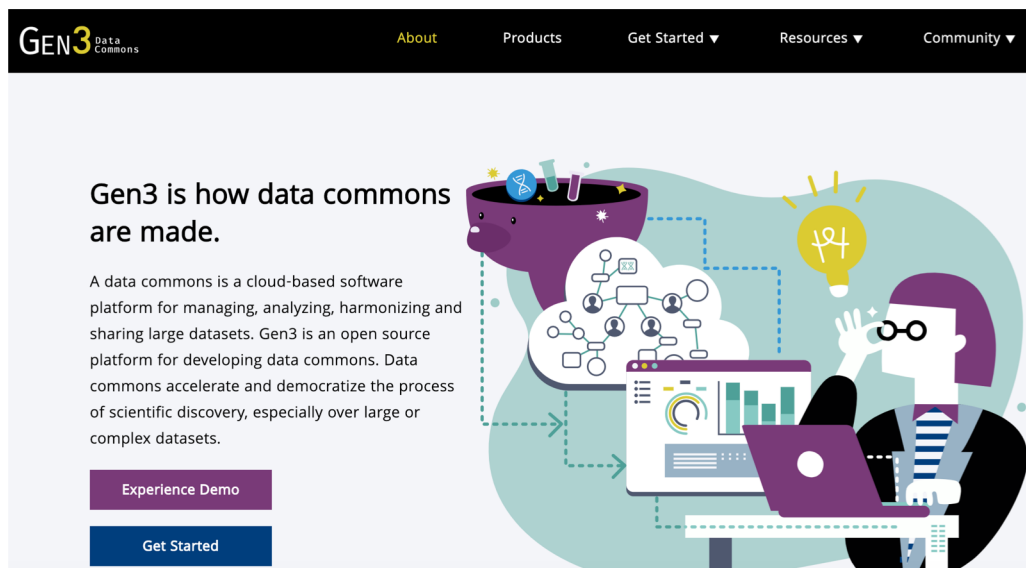 GEN3 Data Commons
About Products Get Started ▼ Resources ▼ Community ▼
Gen3 is how data commons
are made.
A data commons is a cloud-based software
platform for managing, analyzing, harmonizing and
sharing large datasets. Gen3 is an open source
platform for developing data commons. Data
commons accelerate and democratize the process
of scientific discovery, especially over large or
complex datasets.
Experience Demo
Get Started